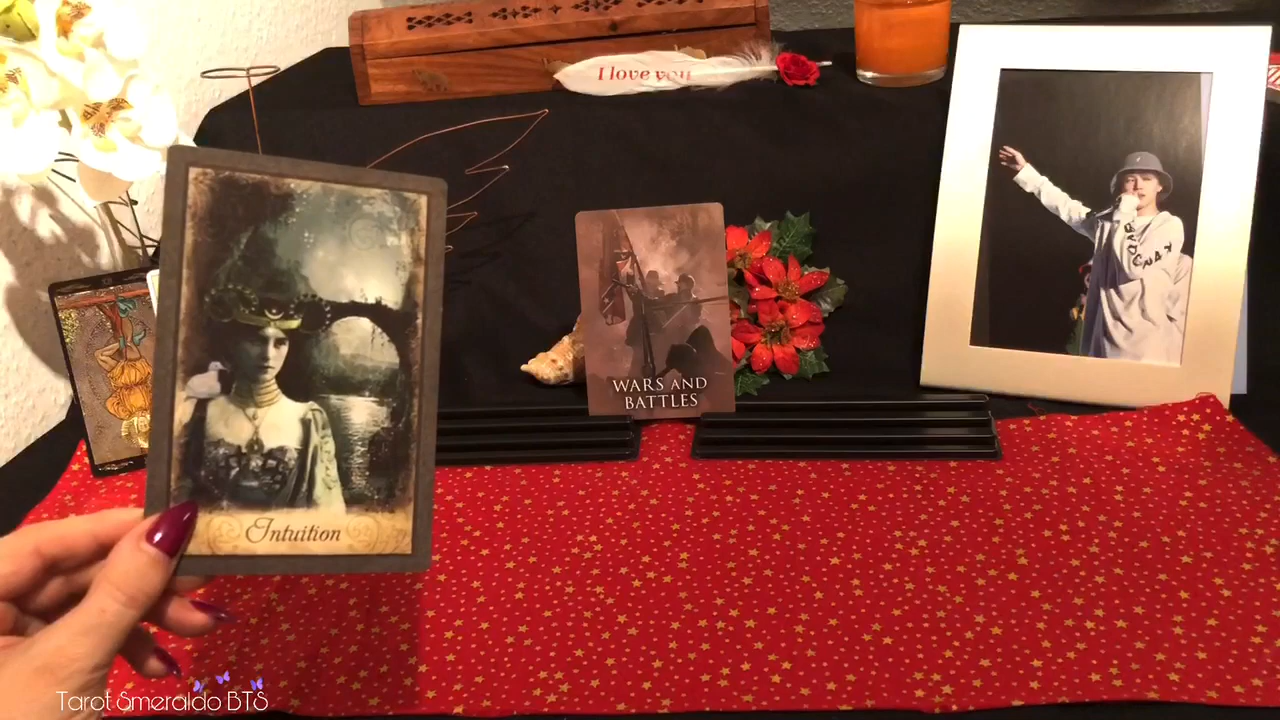 I love you
WARS AND
BATTLES
Intuition
Tarot Smeraldo BTS